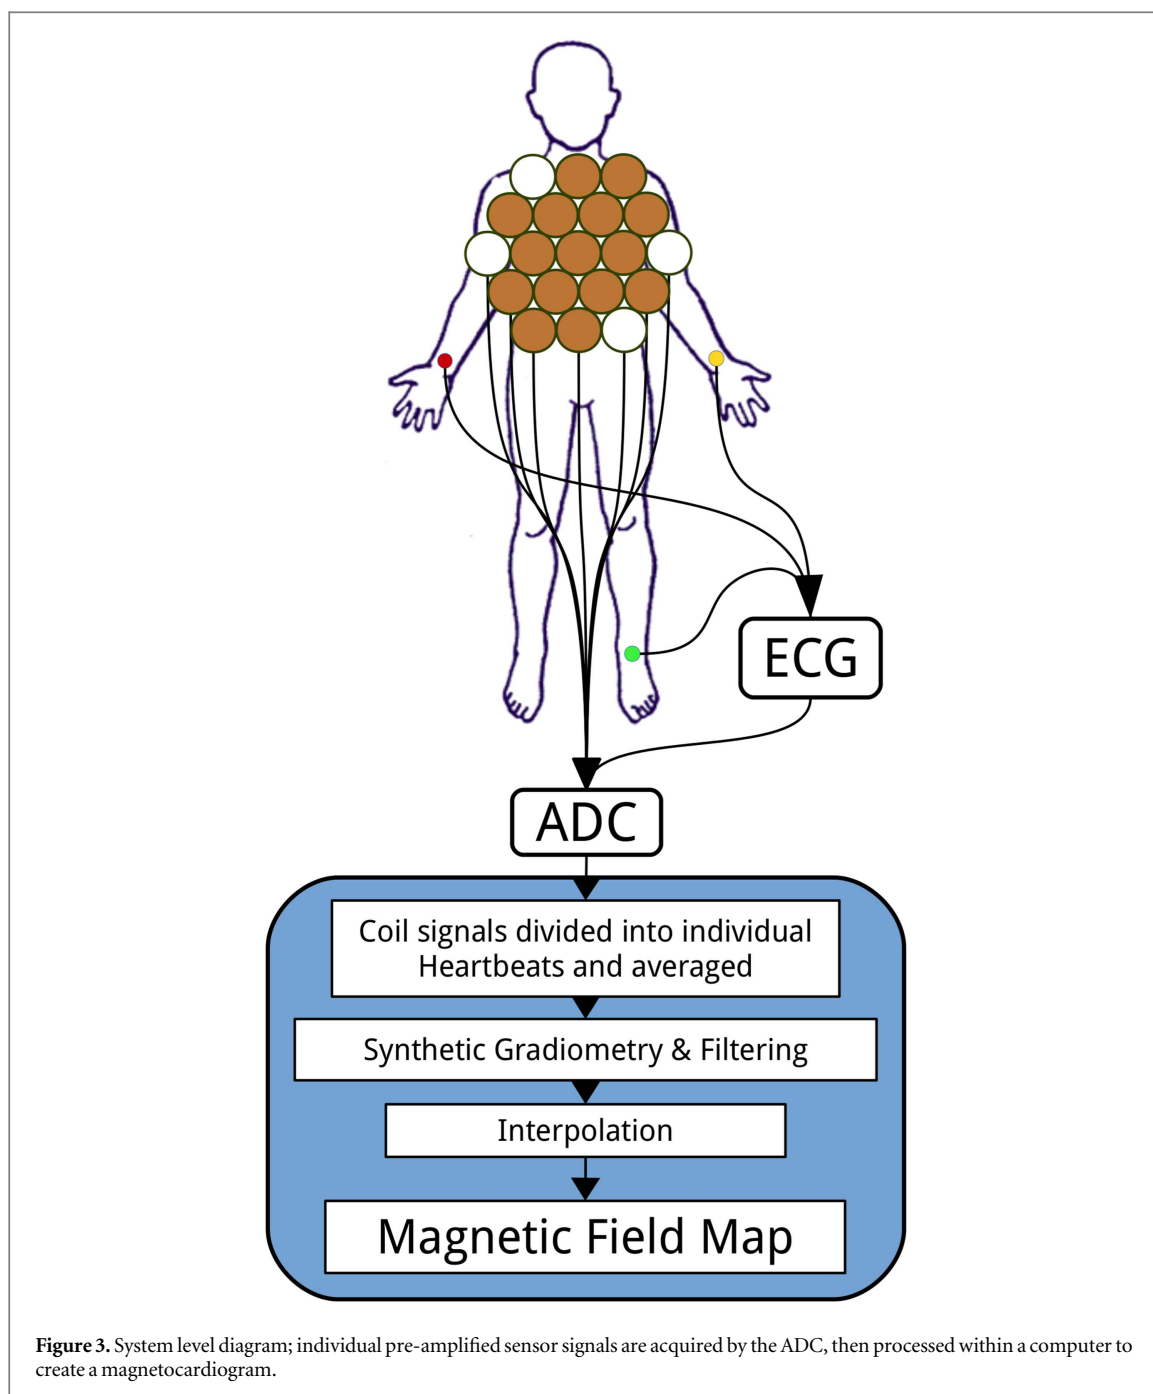 ECG
ADC
Coil signals divided into individual
Heartbeats and averaged
Synthetic Gradiometry & Filtering
Interpolation
Magnetic Field Map
Figure 3. System level diagram; individual pre-amplified sensor signals are acquired by the ADC, then processed within a computer to
create a magnetocardiogram.